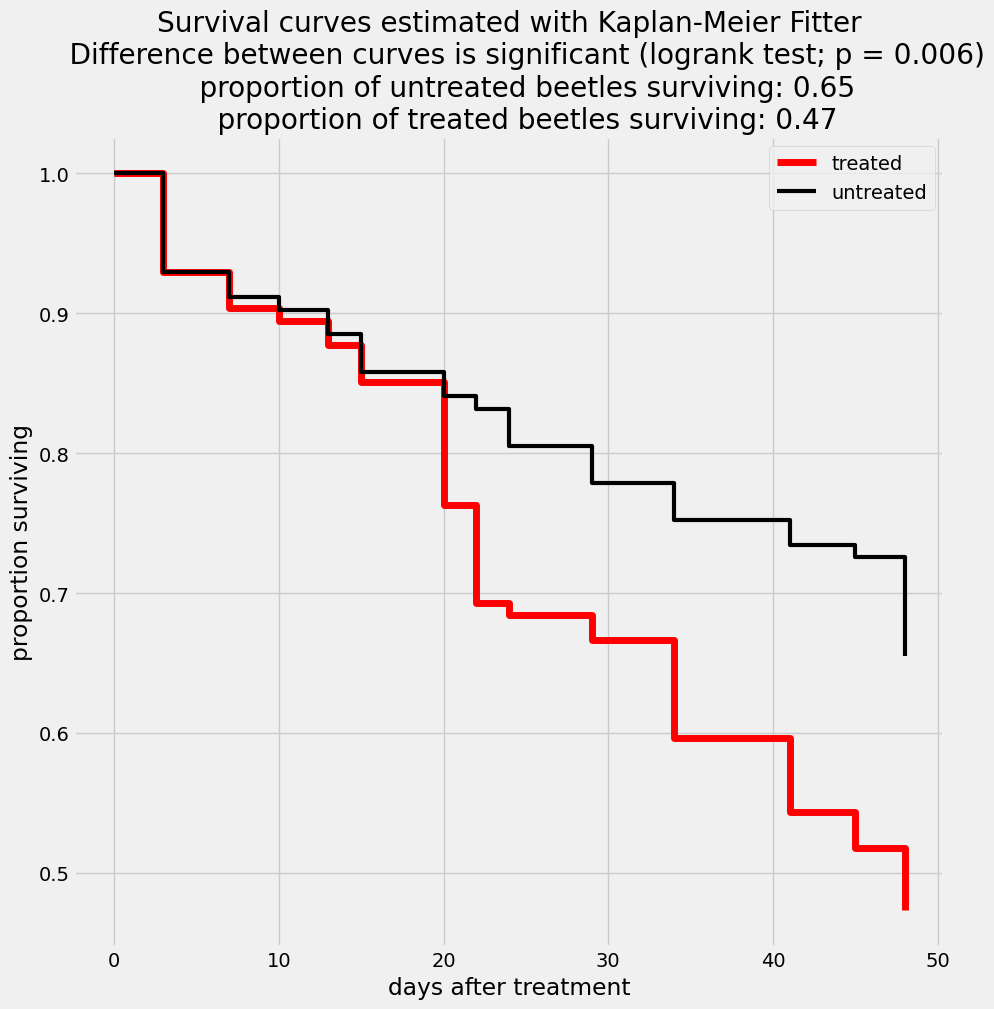 Survival curves estimated with Kaplan-Meier Fitter
Difference between curves is significant (logrank test; p = 0.006)
proportion of untreated beetles surviving: 0.65
proportion of treated beetles surviving: 0.47
treated
untreated
1.0
0.9
0.8
0.7
0.6
0.5
proportion surviving
0 10 20 30 40 50
days after treatment